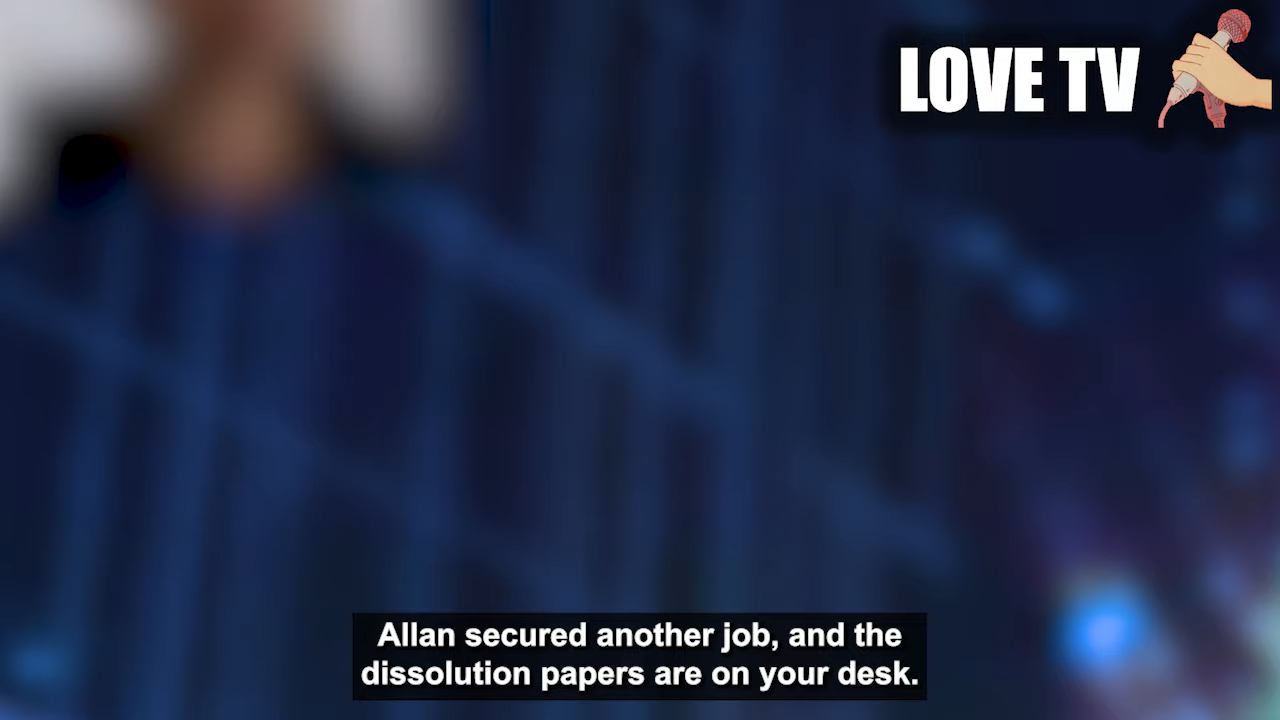 LOVE TV
Allan secured another job, and the
dissolution papers are on your desk.